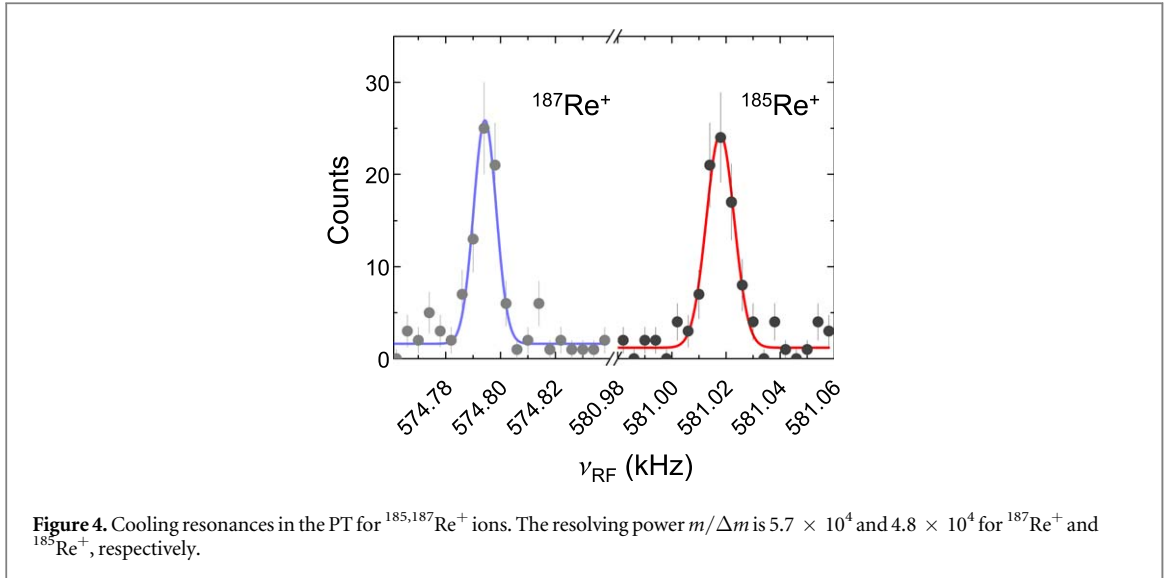 30
20
10
0
Counts
¹⁸⁷Re⁺
¹⁸⁵Re⁺
574.78
574.80
574.82
580.98
581.00
581.02
581.04
581.06
ν_RF (kHz)
Figure 4. Cooling resonances in the PT for ¹⁸⁵,¹⁸⁷Re⁺ ions. The resolving power m/Δm is 5.7 × 10⁴ and 4.8 × 10⁴ for ¹⁸⁷Re⁺ and
¹⁸⁵Re⁺, respectively.